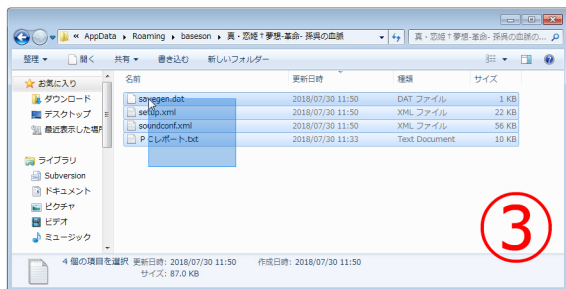 « AppData ▸ Roaming ▸ baseson ▸ 真・恋姫†夢想-革命- 孫呉の血脈
真・恋姫†夢想-革命- 孫呉の血脈の...
整理 ▼ 開く 共有 ▼ 書き込む 新しいフォルダー
名前 更新日時 種類 サイズ
savegen.dat 2018/07/30 11:50 DAT ファイル 1 KB
setup.xml 2018/07/30 11:50 XML ファイル 22 KB
soundconf.xml 2018/07/30 11:50 XML ファイル 56 KB
ＰＣレポート.txt 2018/07/30 11:33 Text Document 10 KB
お気に入り
ダウンロード
デスクトップ
最近表示した場所
ライブラリ
Subversion
ドキュメント
ピクチャ
ビデオ
ミュージック
③
4 個の項目を選択 更新日時: 2018/07/30 11:50 作成日時: 2018/07/30 11:50
サイズ: 87.0 KB